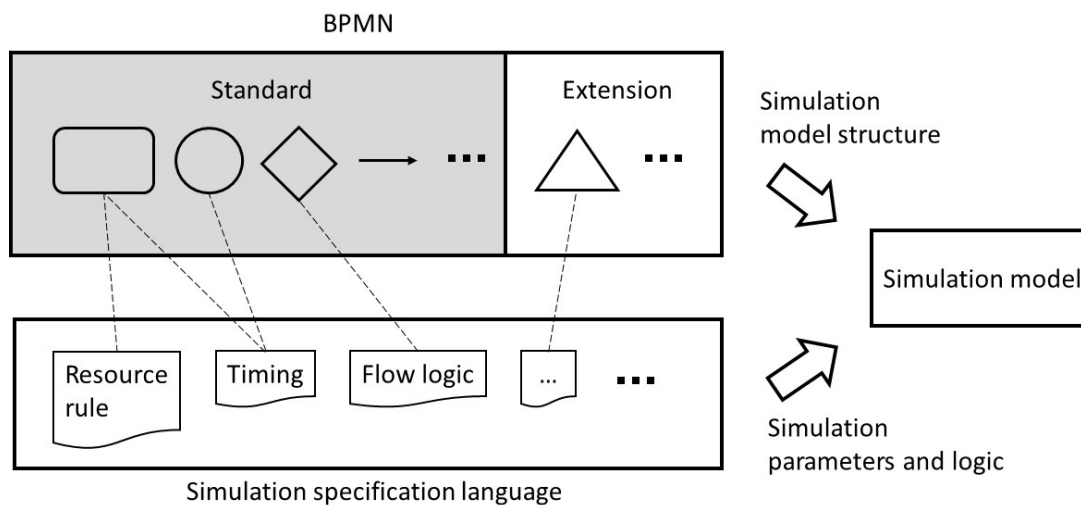 BPMN
Standard
Extension
Simulation
model structure
Simulation model
Resource
rule
Timing
Flow logic
...
Simulation
parameters and logic
Simulation specification language